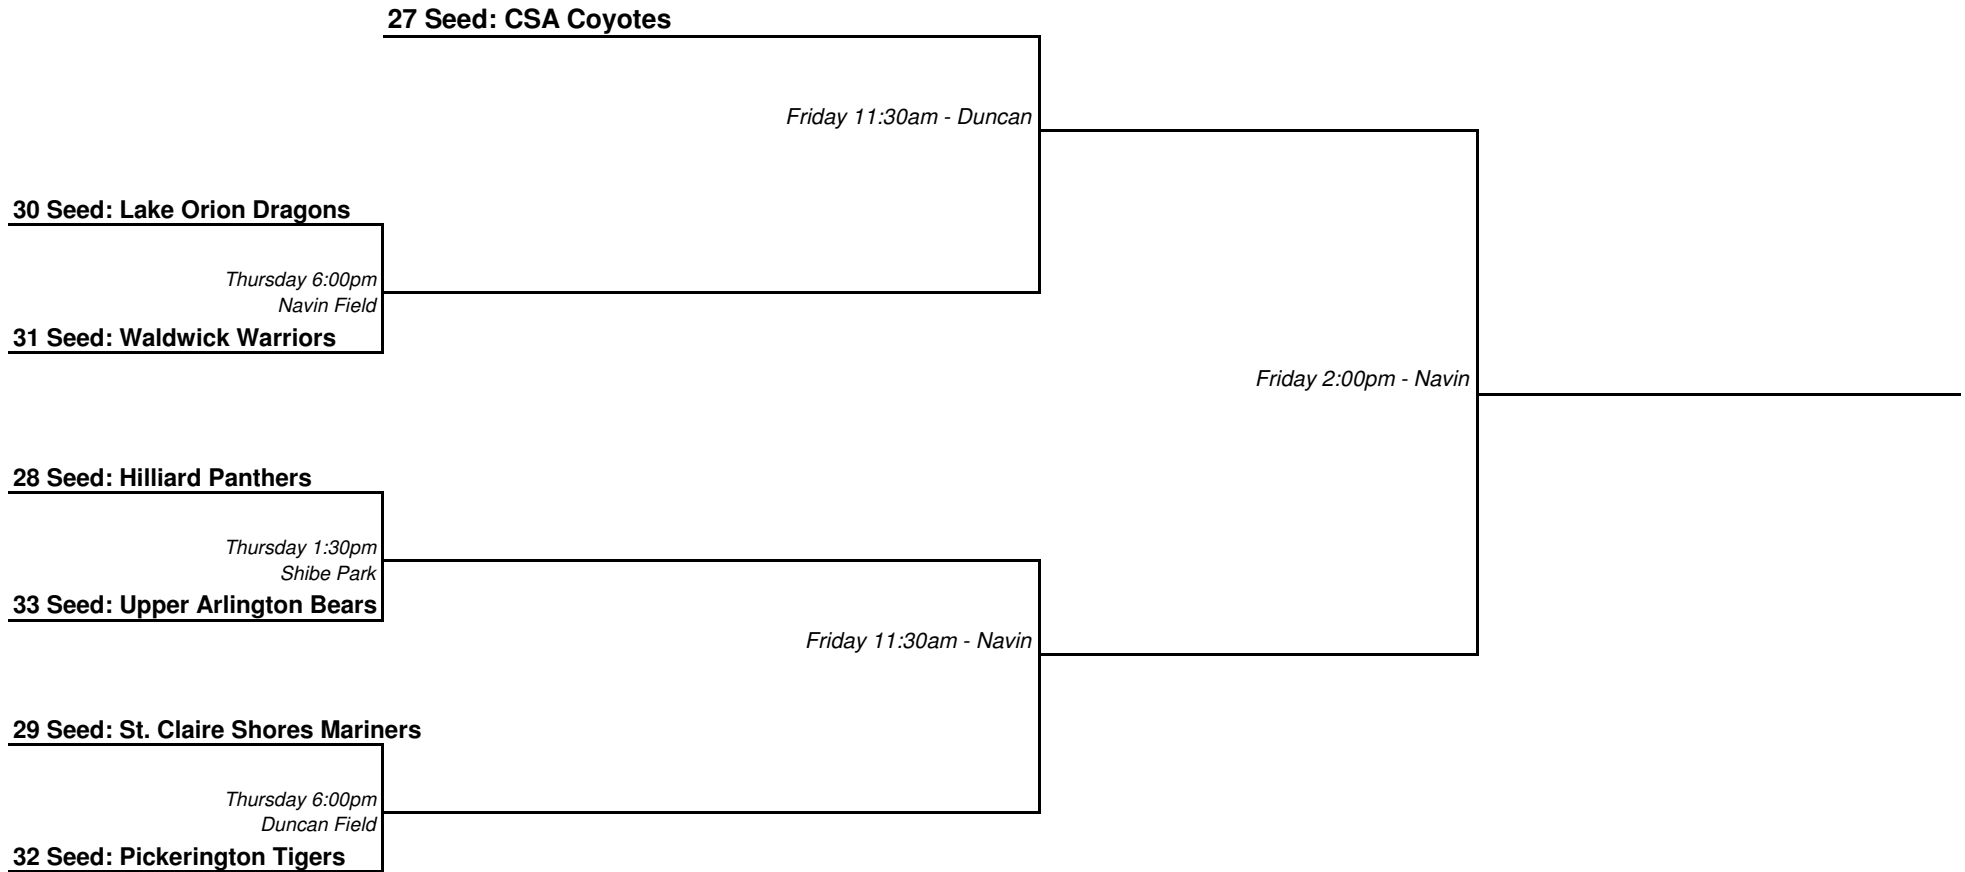 27 Seed: CSA Coyotes
Friday 11:30am - Duncan
30 Seed: Lake Orion Dragons
Thursday 6:00pm
Navin Field
31 Seed: Waldwick Warriors
Friday 2:00pm - Navin
28 Seed: Hilliard Panthers
Thursday 1:30pm
Shibe Park
33 Seed: Upper Arlington Bears
Friday 11:30am - Navin
29 Seed: St. Claire Shores Mariners
Thursday 6:00pm
Duncan Field
32 Seed: Pickerington Tigers